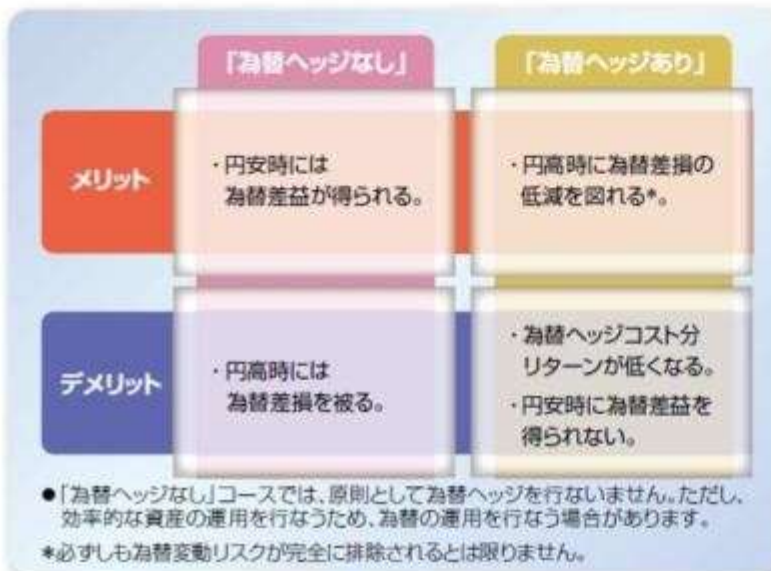 「為替ヘッジなし」
「為替ヘッジあり」
メリット
・円安時には
為替差益が得られる。
・円高時に為替差損の
低減を図れる*。
デメリット
・円高時には
為替差損を被る。
・為替ヘッジコスト分
リターンが低くなる。
・円安時に為替差益を
得られない。
●「為替ヘッジなし」コースでは、原則として為替ヘッジを行ないません。ただし、
効率的な資産の運用を行なうため、為替の運用を行なう場合があります。
*必ずしも為替変動リスクが完全に排除されるとは限りません。